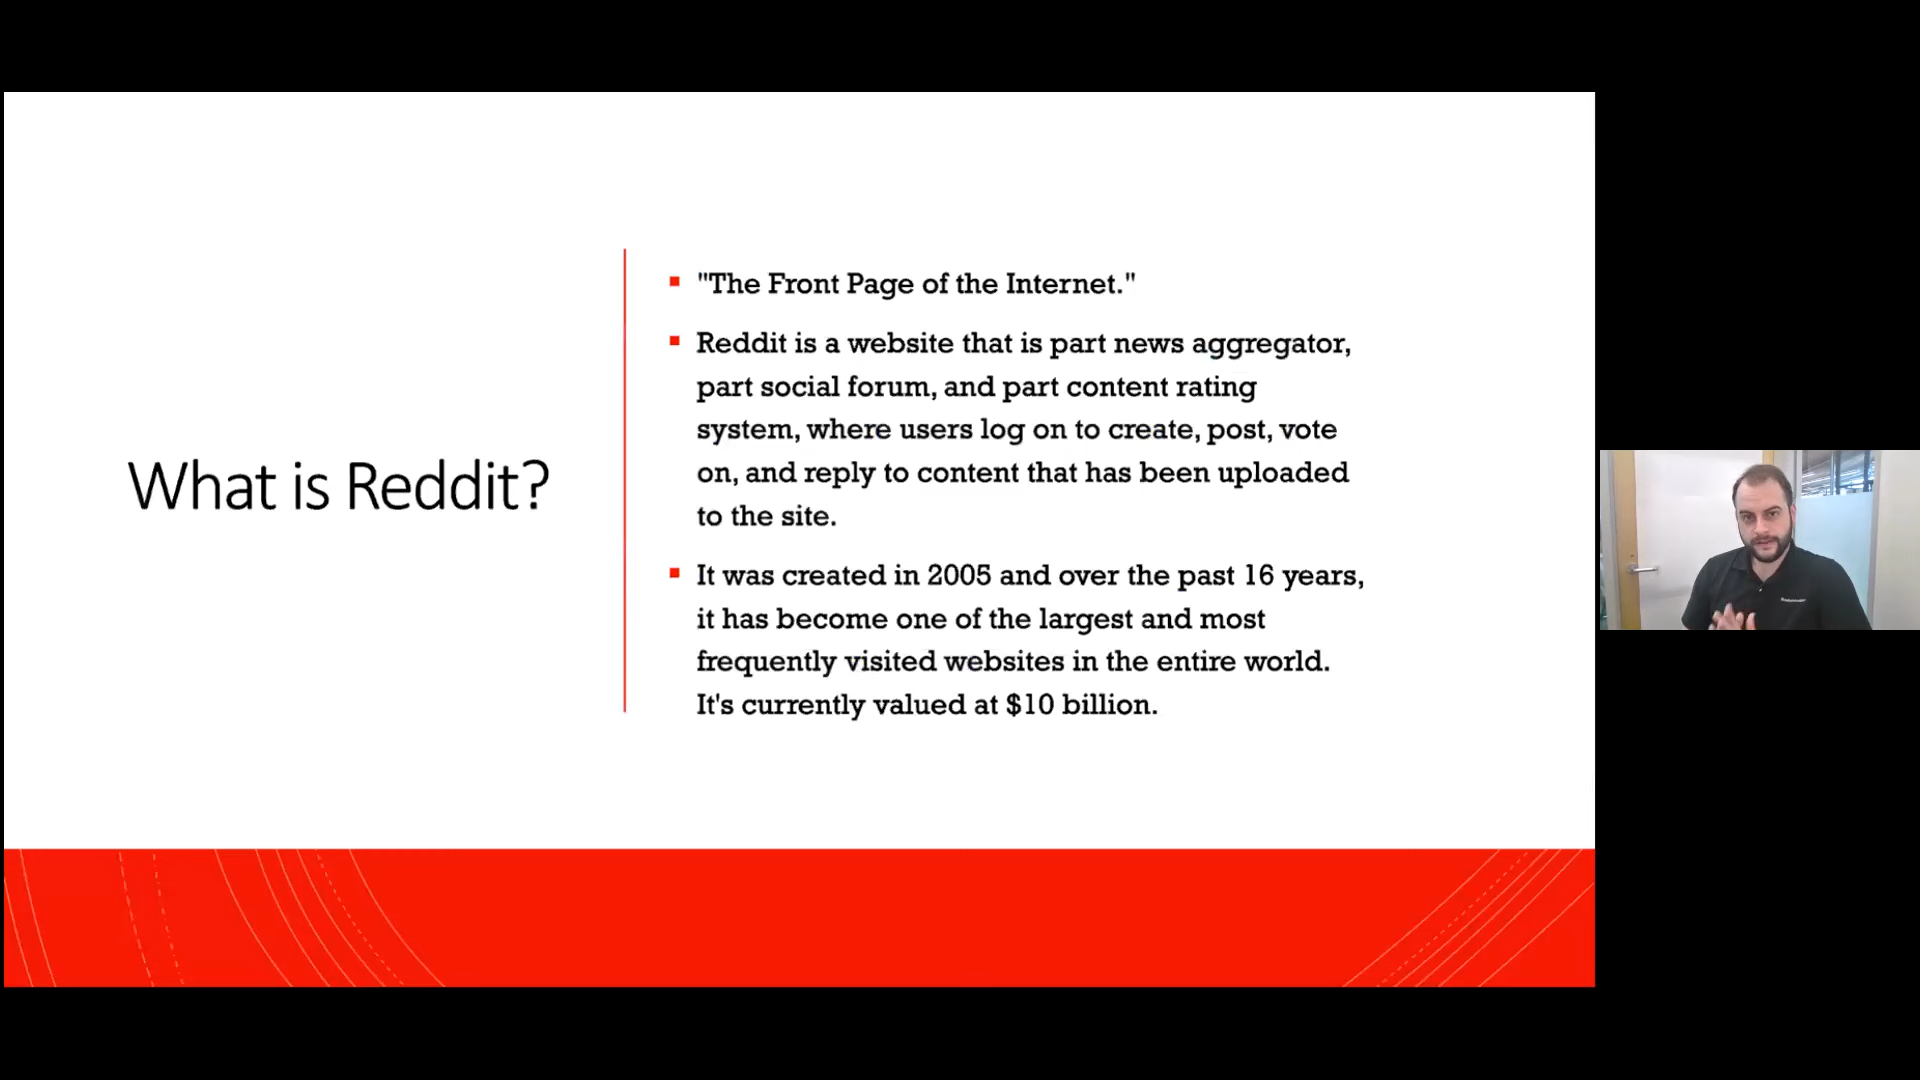 What is Reddit?
"The Front Page of the Internet."
Reddit is a website that is part news aggregator,
part social forum, and part content rating
system, where users log on to create, post, vote
on, and reply to content that has been uploaded
to the site.
It was created in 2005 and over the past 16 years,
it has become one of the largest and most
frequently visited websites in the entire world.
It's currently valued at $10 billion.